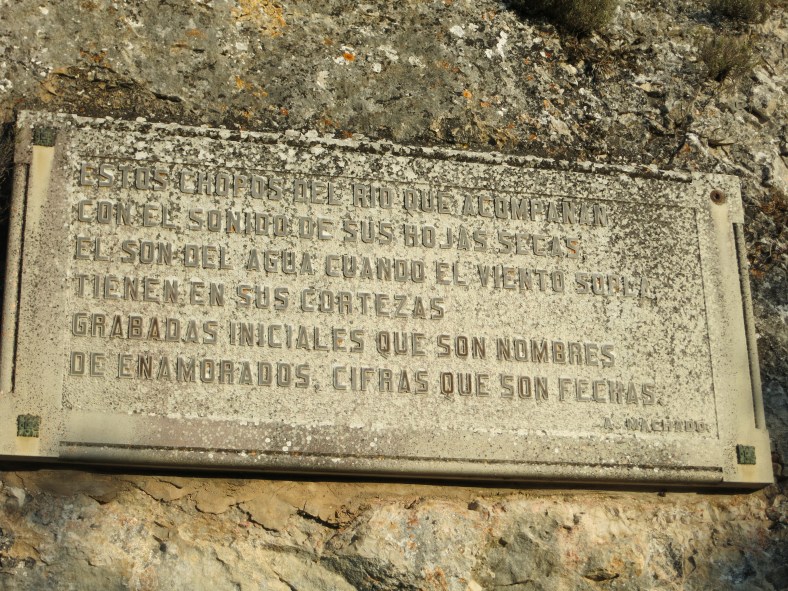 ESTOS CHOPOS DEL RIO QUE ACOMPAÑAN
CON EL SONIDO DE SUS HOJAS SECAS,
EL SON DEL AGUA CUANDO EL VIENTO SOPLA,
TIENEN EN SUS CORTEZAS
GRABADAS INICIALES QUE SON NOMBRES
DE ENAMORADOS, CIFRAS QUE SON FECHAS.
A. MACHADO